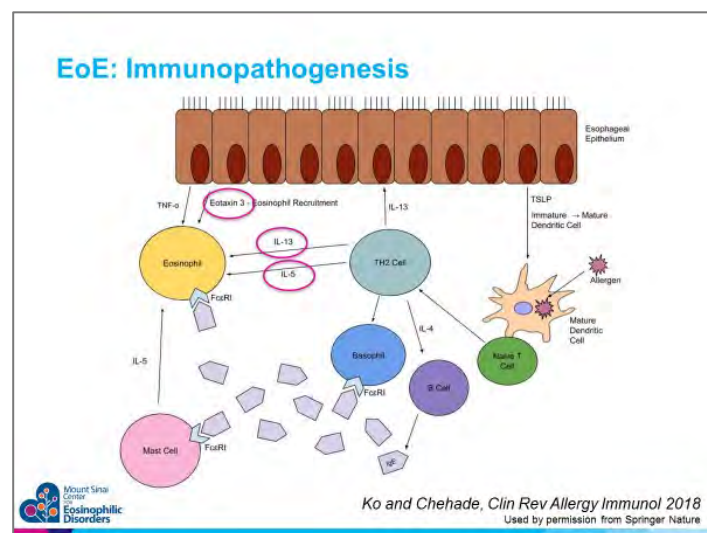 EoE: Immunopathogenesis
Esophageal
Epithelium
TNF-α
Eotaxin 3 - Eosinophil Recruitment
IL-13
TSLP
Immature → Mature
Dendritic Cell
IL-13
Eosinophil
TH2 Cell
IL-5
Allergen
FcεRI
Mature
Dendritic
Cell
IL-4
IL-5
Basophil
Naive T
Cell
B Cell
FcεRI
Mast Cell
FcεRI
IgE
Mount Sinai
Center
FOR
Eosinophilic
Disorders
Ko and Chehade, Clin Rev Allergy Immunol 2018
Used by permission from Springer Nature